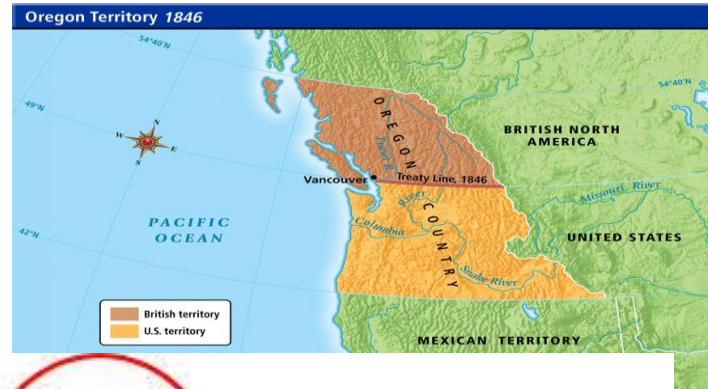 Oregon Territory 1846
54°40'N
54°40'N
49°N
N
W
E
S
OREGON
COUNTRY
BRITISH NORTH
AMERICA
Vancouver
Treaty Line, 1846
River
Missouri River
Columbia
PACIFIC
OCEAN
UNITED STATES
42°N
Snake River
British territory
U.S. territory
MEXICAN TERRITORY